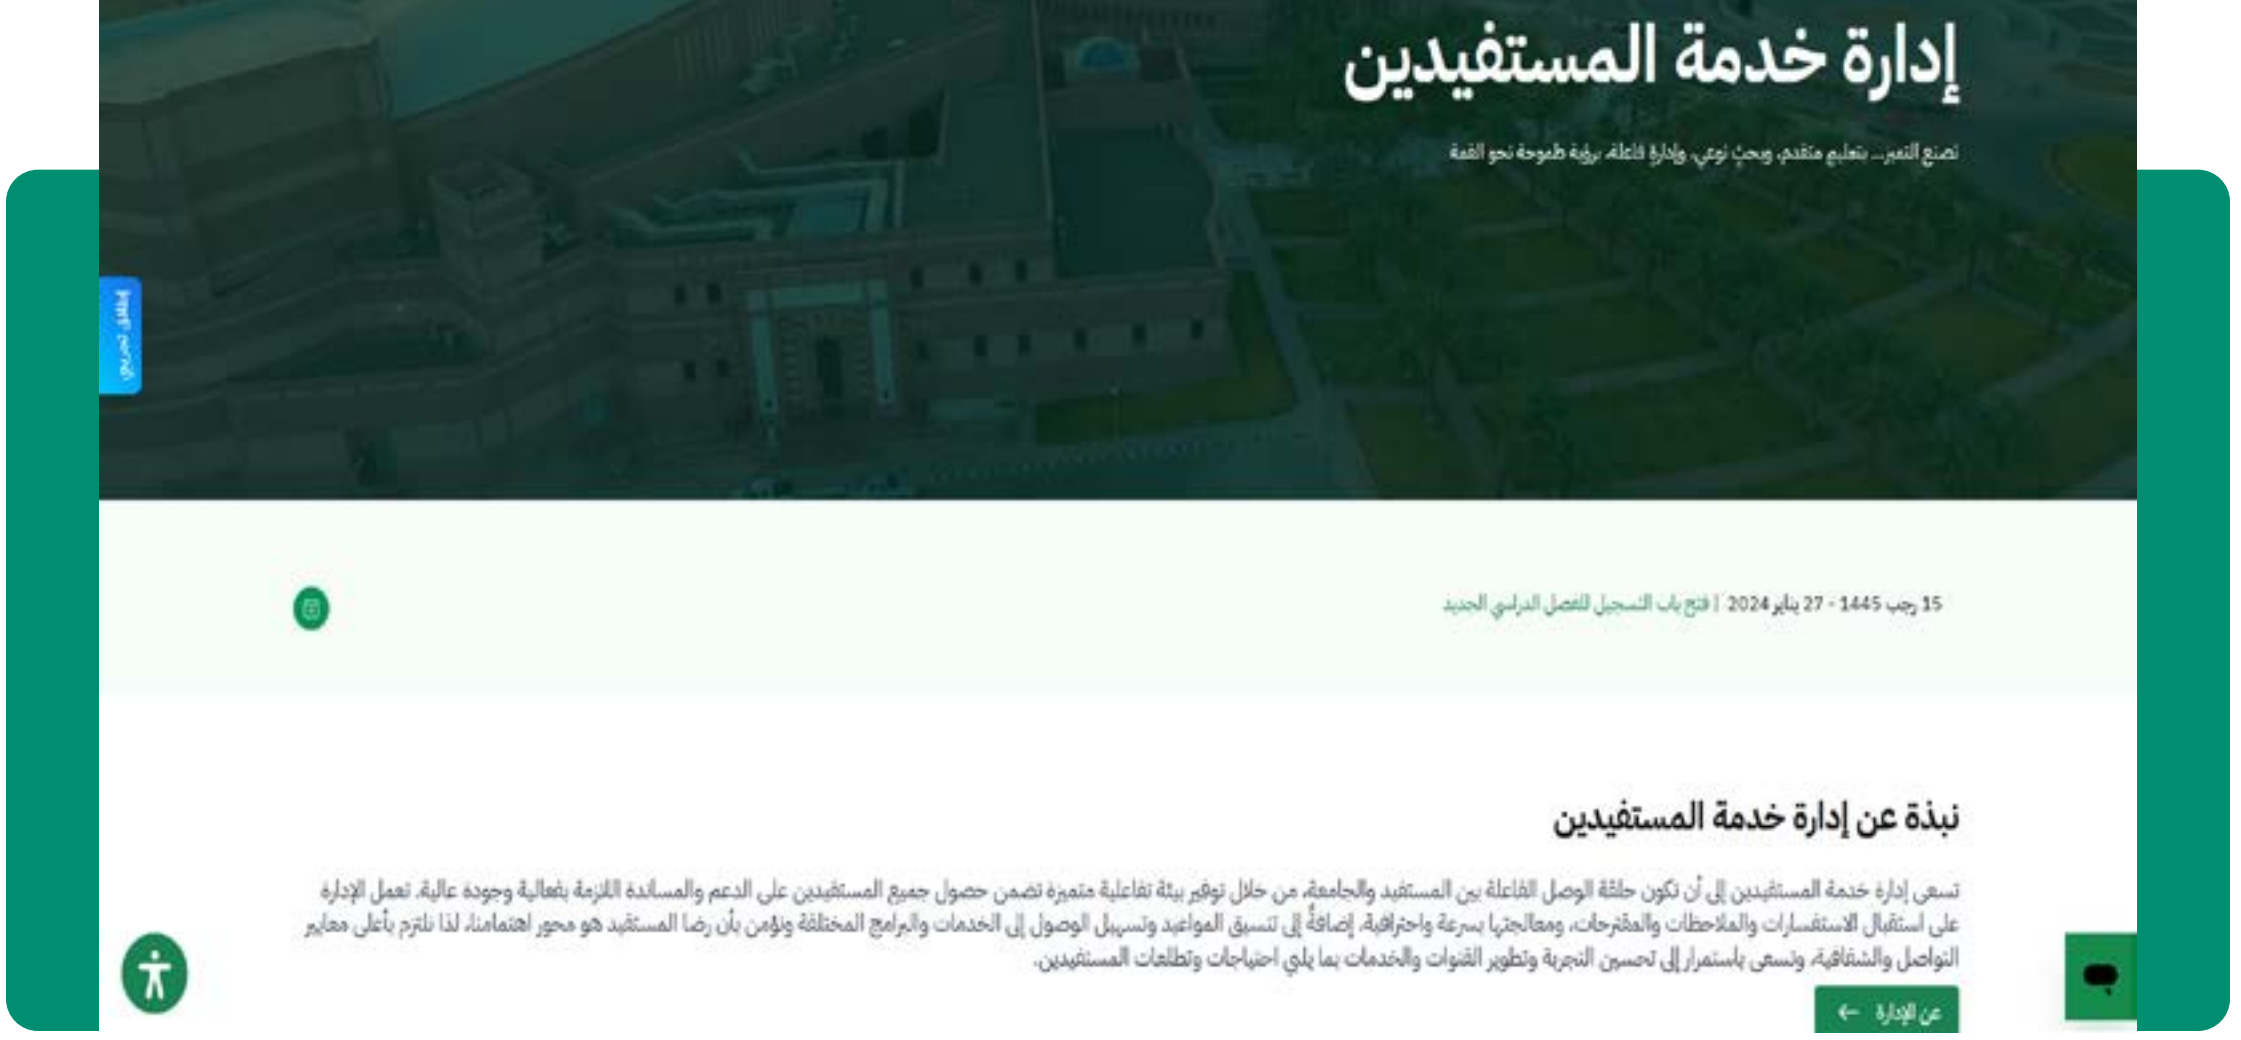 إدارة خدمة المستفيدين
نصنع التميز... بتعليمٍ متقدم، وبحثٍ نوعي، وإدارةٍ فاعلة، برؤية طموحة نحو القمة
إطلاق تجريبي
15 رجب 1445 - 27 يناير 2024 | فتح باب التسجيل للفصل الدراسي الجديد
نبذة عن إدارة خدمة المستفيدين
تسعى إدارة خدمة المستفيدين إلى أن تكون حلقة الوصل الفاعلة بين المستفيد والجامعة، من خلال توفير بيئة تفاعلية متميزة تضمن حصول جميع المستفيدين على الدعم والمساندة اللازمة بفعالية وجودة عالية. تعمل الإدارة
على استقبال الاستفسارات والملاحظات والمقترحات، ومعالجتها بسرعة واحترافية، إضافةً إلى تنسيق المواعيد وتسهيل الوصول إلى الخدمات والبرامج المختلفة ونؤمن بأن رضا المستفيد هو محور اهتمامنا، لذا نلتزم بأعلى معايير
التواصل والشفافية، ونسعى باستمرار إلى تحسين التجربة وتطوير القنوات والخدمات بما يلبي احتياجات وتطلعات المستفيدين.
عن الإدارة ←